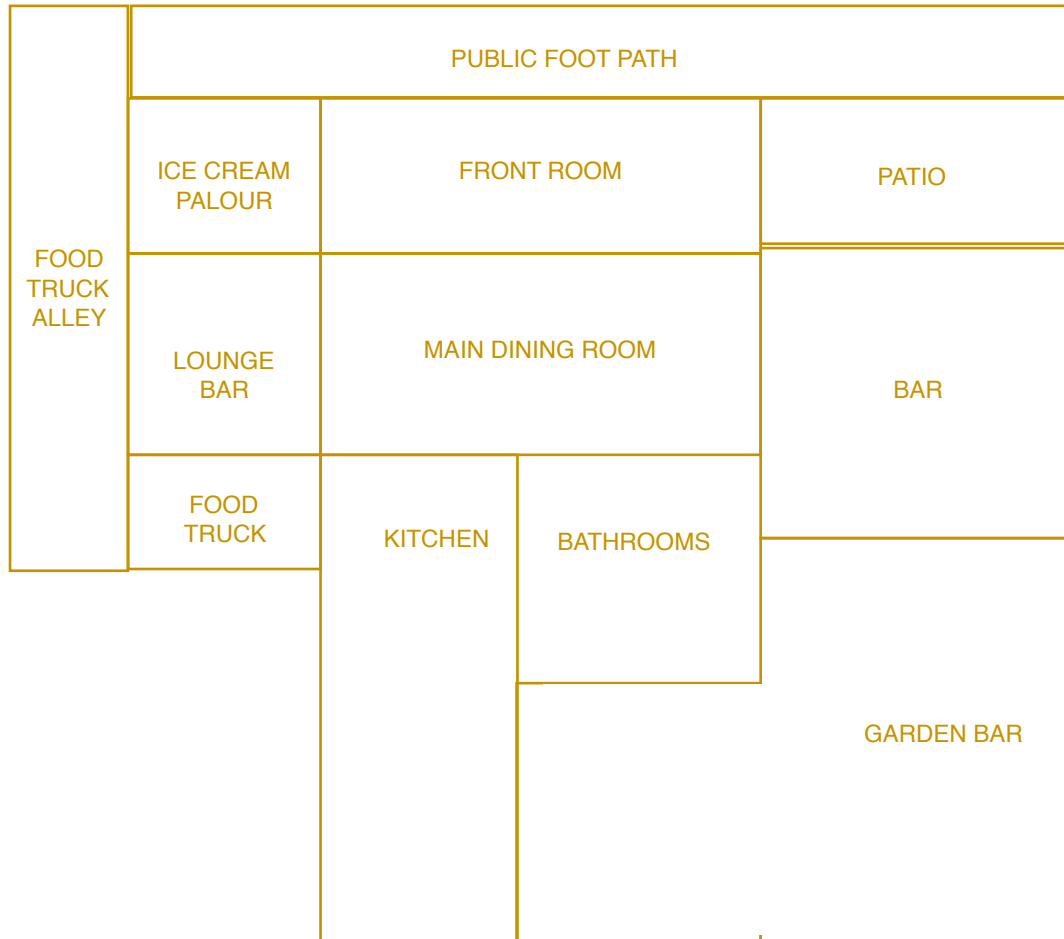 PUBLIC FOOT PATH
ICE CREAM
PALOUR
FRONT ROOM
PATIO
FOOD
TRUCK
ALLEY
LOUNGE
BAR
MAIN DINING ROOM
BAR
FOOD
TRUCK
KITCHEN
BATHROOMS
GARDEN BAR